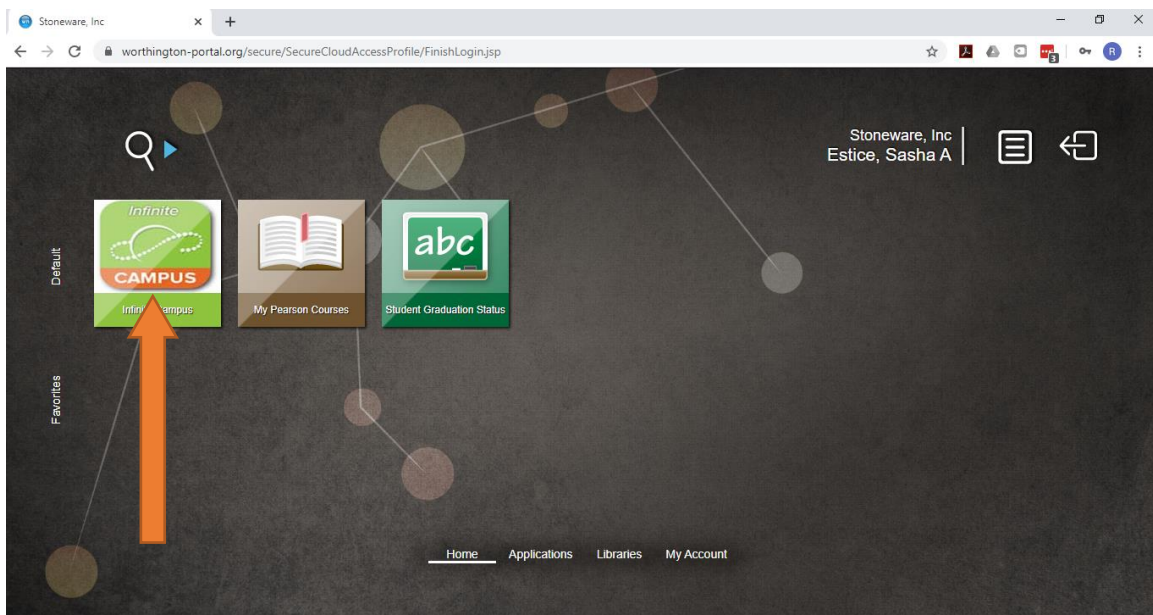 Stoneware, Inc
worthington-portal.org/secure/SecureCloudAccessProfile/FinishLogin.jsp
3
R
Stoneware, Inc
Estice, Sasha A
Default
Infinite
CAMPUS
abc
My Pearson Courses
Student Graduation Status
Favorites
Home Applications Libraries My Account